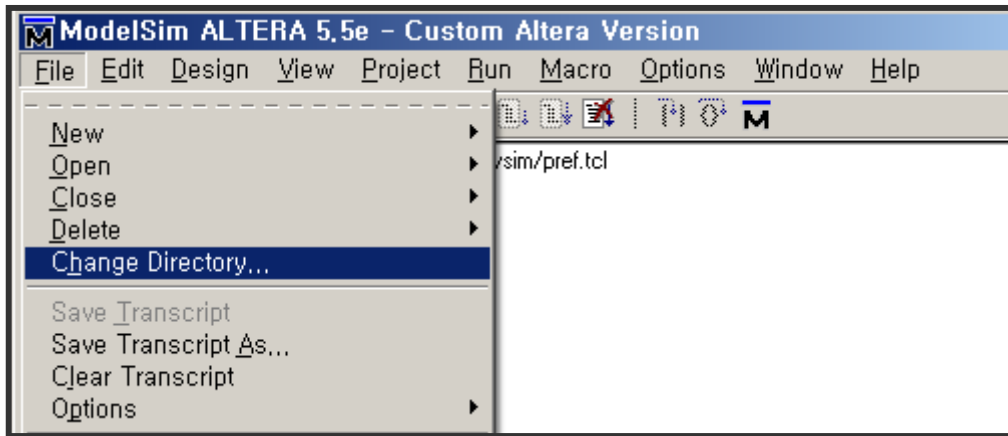 ModelSim ALTERA 5.5e - Custom Altera Version
File Edit Design View Project Run Macro Options Window Help
New
/sim/pref.tcl
Open
Close
Delete
Change Directory...
Save Transcript
Save Transcript As...
Clear Transcript
Options